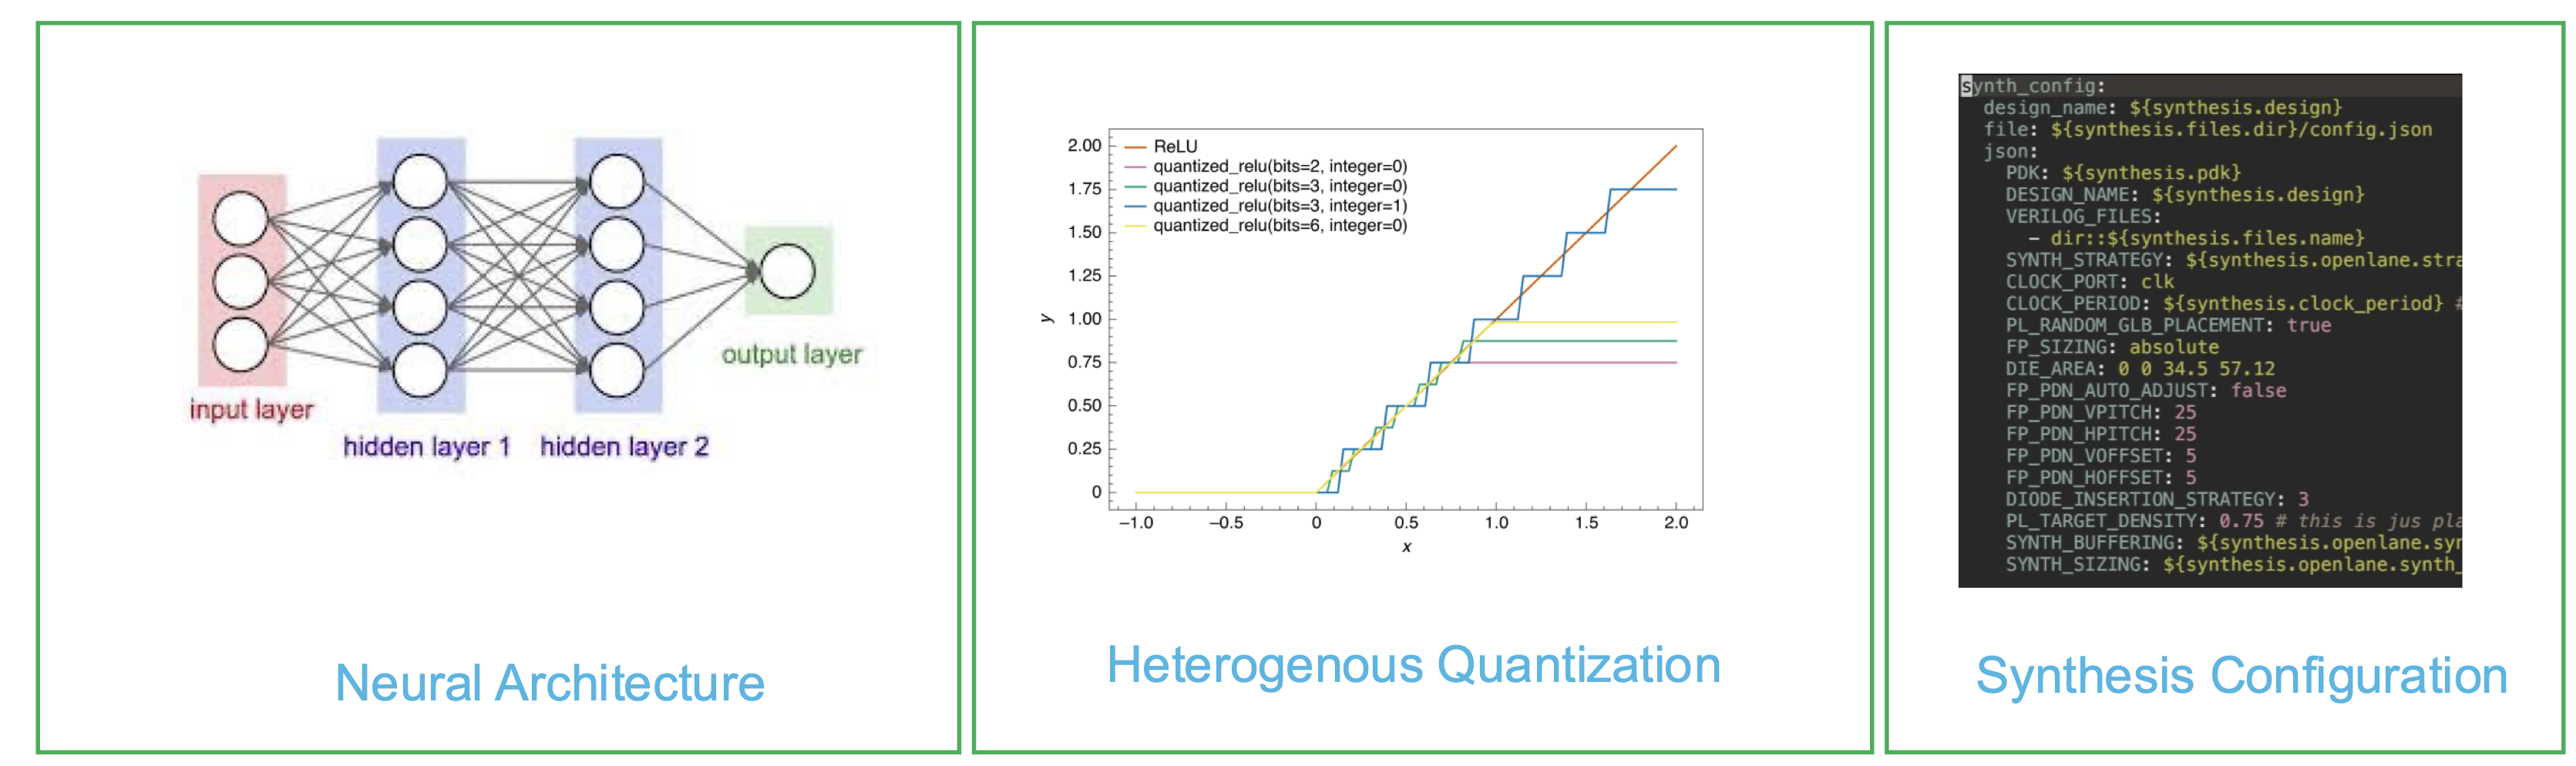 input layer
hidden layer 1
hidden layer 2
output layer
Neural Architecture
ReLU
quantized_relu(bits=2, integer=0)
quantized_relu(bits=3, integer=0)
quantized_relu(bits=3, integer=1)
quantized_relu(bits=6, integer=0)
2.00
1.75
1.50
1.25
1.00
0.75
0.50
0.25
0
y
−1.0
−0.5
0
0.5
1.0
1.5
2.0
x
Heterogenous Quantization
synth_config:
design_name: ${synthesis.design}
file: ${synthesis.files.dir}/config.json
json:
PDK: ${synthesis.pdk}
DESIGN_NAME: ${synthesis.design}
VERILOG_FILES:
- dir::${synthesis.files.name}
SYNTH_STRATEGY: ${synthesis.openlane.stra
CLOCK_PORT: clk
CLOCK_PERIOD: ${synthesis.clock_period} #
PL_RANDOM_GLB_PLACEMENT: true
FP_SIZING: absolute
DIE_AREA: 0 0 34.5 57.12
FP_PDN_AUTO_ADJUST: false
FP_PDN_VPITCH: 25
FP_PDN_HPITCH: 25
FP_PDN_VOFFSET: 5
FP_PDN_HOFFSET: 5
DIODE_INSERTION_STRATEGY: 3
PL_TARGET_DENSITY: 0.75 # this is jus pla
SYNTH_BUFFERING: ${synthesis.openlane.syn
SYNTH_SIZING: ${synthesis.openlane.synth_
Synthesis Configuration